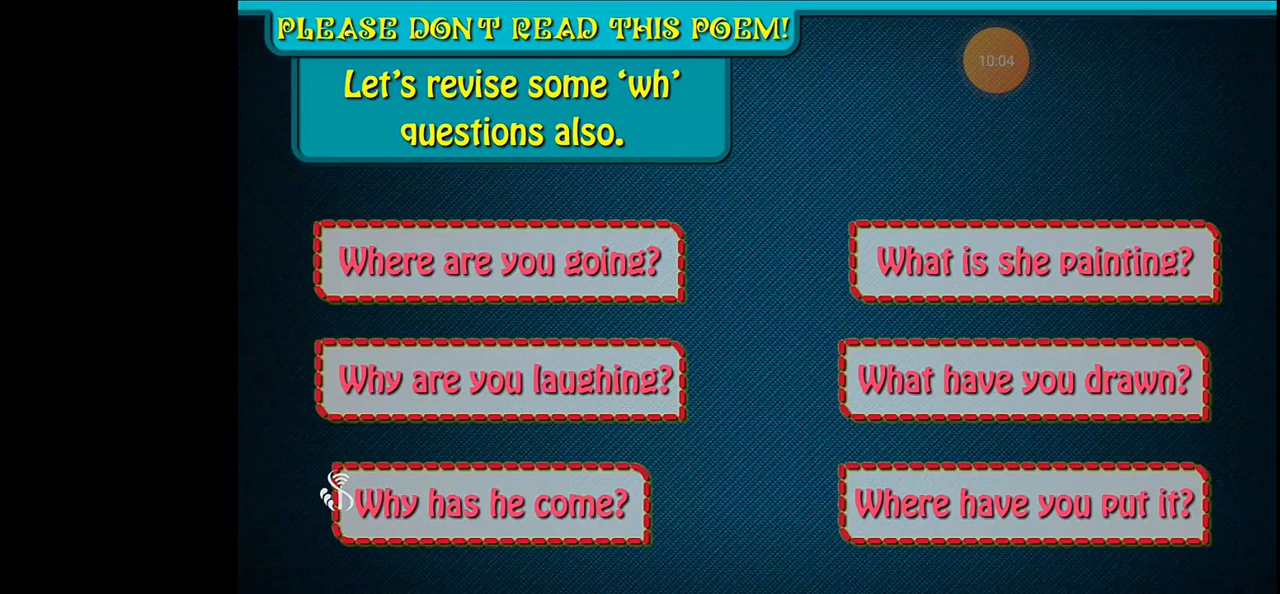 PLEASE DON'T READ THIS POEM!
10:04
Let's revise some ‘wh’
questions also.
Where are you going?
What is she painting?
Why are you laughing?
What have you drawn?
Why has he come?
Where have you put it?